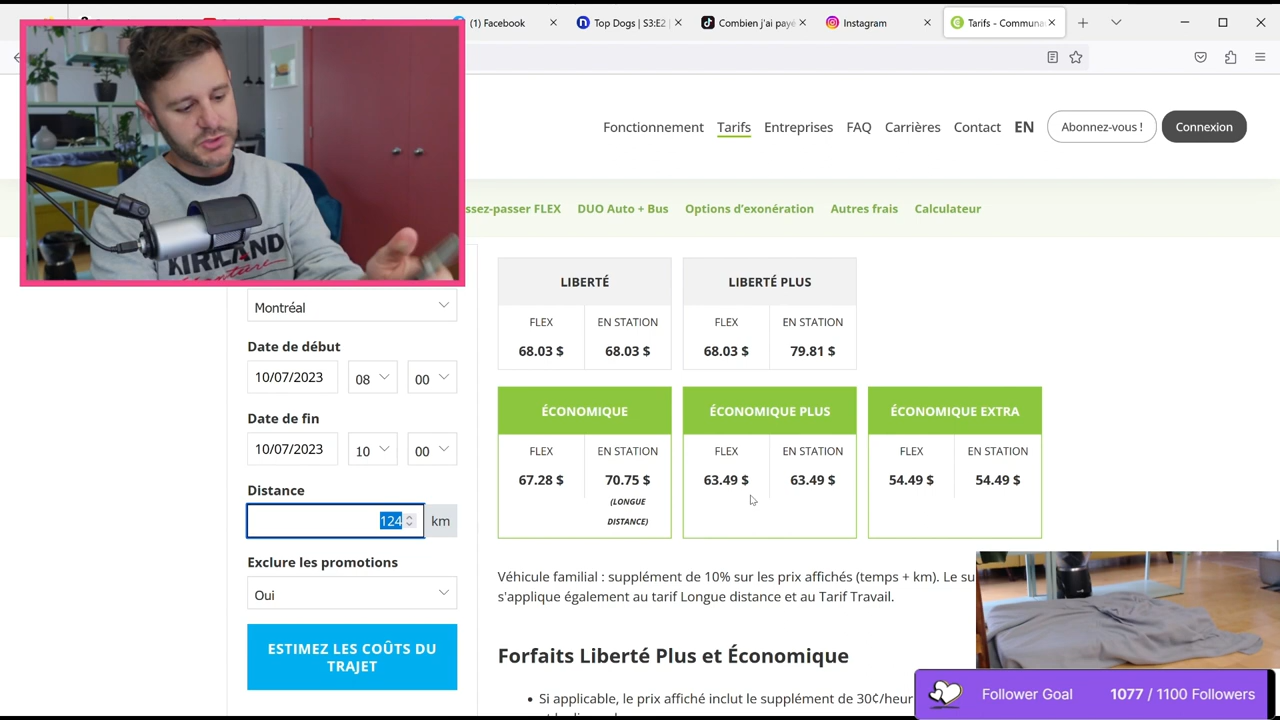 (1) Facebook
Top Dogs | S3:E2 |
Combien j'ai payé
Instagram
Tarifs - Communa
Fonctionnement
Tarifs
Entreprises
FAQ
Carrières
Contact
EN
Abonnez-vous !
Connexion
ssez-passer FLEX
DUO Auto + Bus
Options d'exonération
Autres frais
Calculateur
KIRKLAND
Montréal
Date de début
10/07/2023 08 00
Date de fin
10/07/2023 10 00
Distance
124 km
Exclure les promotions
Oui
ESTIMEZ LES COÛTS DU
TRAJET
LIBERTÉ
FLEX EN STATION
68.03 $ 68.03 $
LIBERTÉ PLUS
FLEX EN STATION
68.03 $ 79.81 $
ÉCONOMIQUE
FLEX EN STATION
67.28 $ 70.75 $
(LONGUE
DISTANCE)
ÉCONOMIQUE PLUS
FLEX EN STATION
63.49 $ 63.49 $
ÉCONOMIQUE EXTRA
FLEX EN STATION
54.49 $ 54.49 $
Véhicule familial : supplément de 10% sur les prix affichés (temps + km). Le su
s'applique également au tarif Longue distance et au Tarif Travail.
Forfaits Liberté Plus et Économique
• Si applicable, le prix affiché inclut le supplément de 30¢/heur
Follower Goal 1077 / 1100 Followers